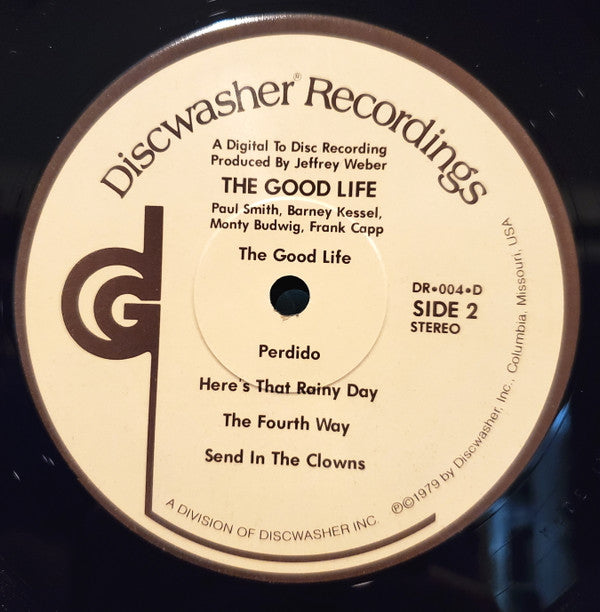 Discwasher® Recordings
A Digital To Disc Recording
Produced By Jeffrey Weber
THE GOOD LIFE
Paul Smith, Barney Kessel,
Monty Budwig, Frank Capp
The Good Life
DR•004•D
SIDE 2
STEREO
Perdido
Here's That Rainy Day
The Fourth Way
Send In The Clowns
A DIVISION OF DISCWASHER INC.
℗©1979 by Discwasher, Inc., Columbia, Missouri, USA